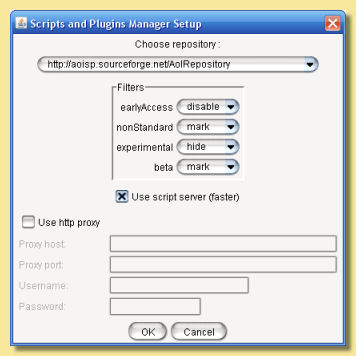 Scripts and Plugins Manager Setup
Choose repository:
http://aoisp.sourceforge.net/AoIRepository
Filters
earlyAccess disable
nonStandard mark
experimental hide
beta mark
Use script server (faster)
Use http proxy
Proxy host:
Proxy port:
Username:
Password:
OK Cancel